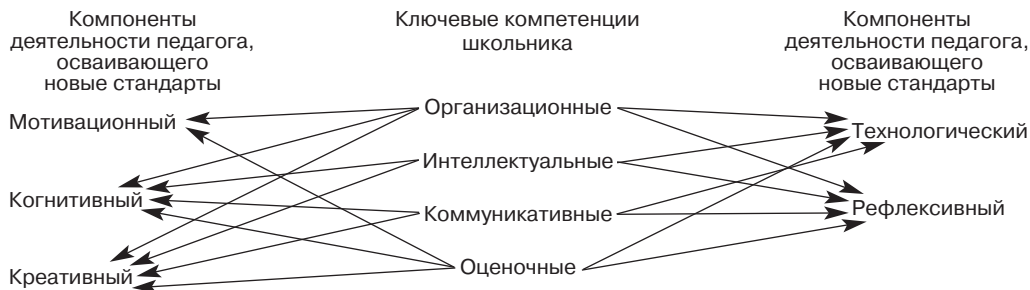 Компоненты
деятельности педагога,
осваивающего
новые стандарты
Мотивационный
Когнитивный
Креативный
Ключевые компетенции
школьника
Организационные
Интеллектуальные
Коммуникативные
Оценочные
Компоненты
деятельности педагога,
осваивающего
новые стандарты
Технологический
Рефлексивный